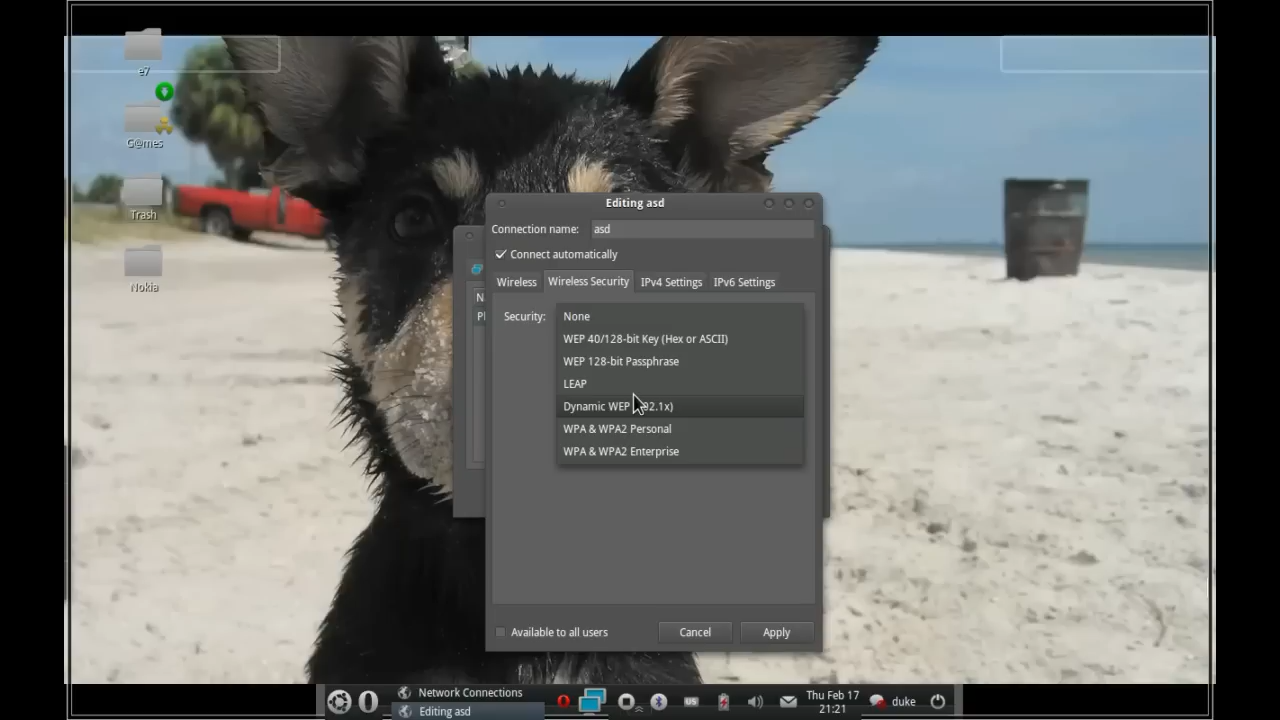 e7
G@mes
Trash
Nokia
Editing asd
Connection name: asd
Connect automatically
Wireless Wireless Security IPv4 Settings IPv6 Settings
Security:
None
WEP 40/128-bit Key (Hex or ASCII)
WEP 128-bit Passphrase
LEAP
Dynamic WEP
WPA & WPA2 Personal
WPA & WPA2 Enterprise
Available to all users
Cancel
Apply
Network Connections
Editing asd
US
Thu Feb 17
21:21
duke